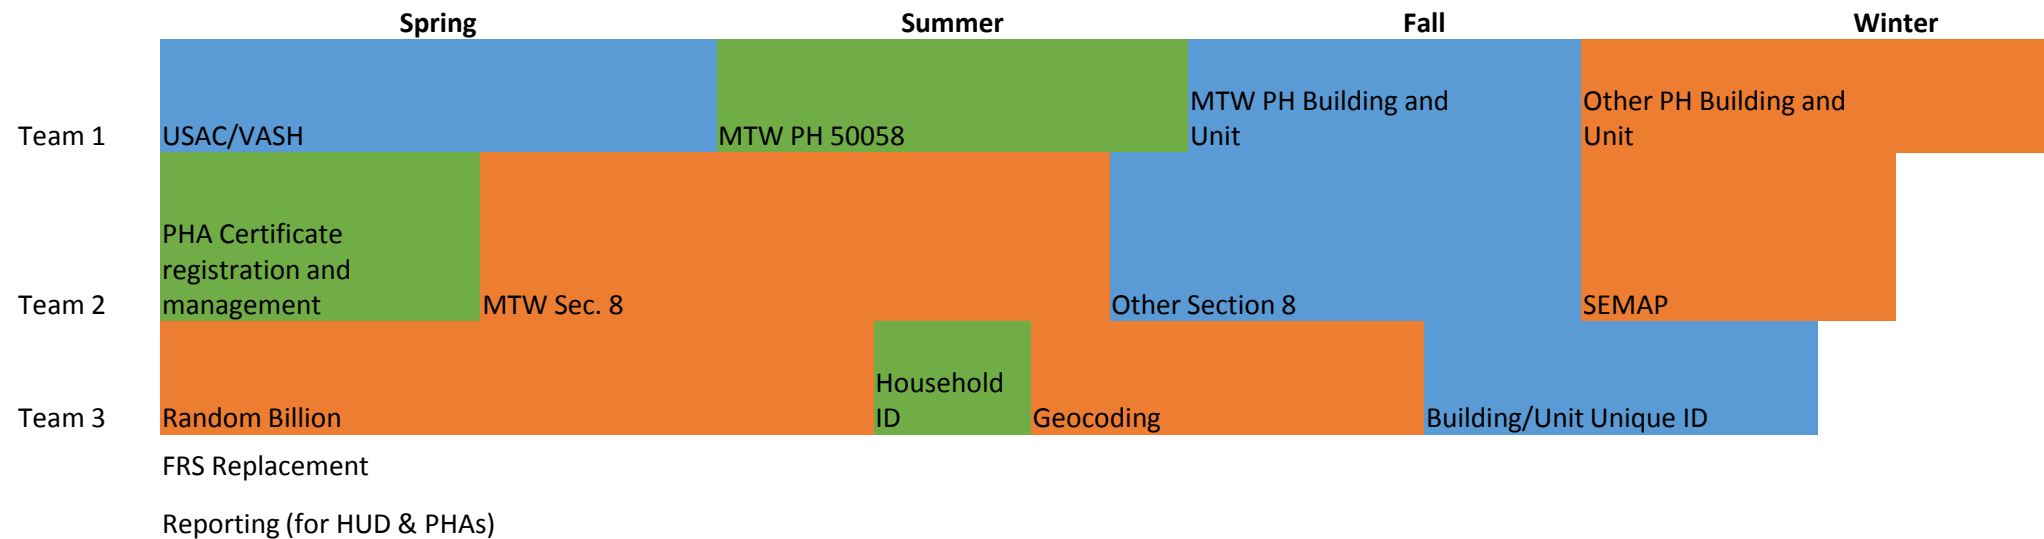 Spring Summer Fall Winter
Team 1 USAC/VASH MTW PH 50058 MTW PH Building and
Unit Other PH Building and
Unit
Team 2 PHA Certificate
registration and
management MTW Sec. 8 Other Section 8 SEMAP
Team 3 Random Billion Household
ID Geocoding Building/Unit Unique ID
FRS Replacement
Reporting (for HUD & PHAs)